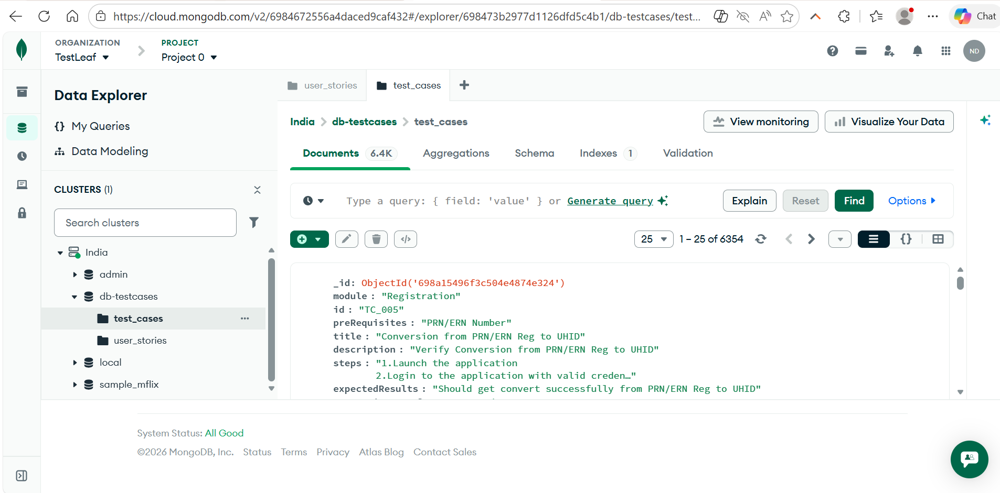 https://cloud.mongodb.com/v2/6984672556a4daced9caf432#/explorer/698473b2977d1126dfd5c4b1/db-testcases/test...
Chat
ORGANIZATION
TestLeaf
PROJECT
Project 0
ND
Data Explorer
My Queries
Data Modeling
CLUSTERS (1)
Search clusters
India
admin
db-testcases
test_cases
user_stories
local
sample_mflix
user_stories
test_cases
India > db-testcases > test_cases
View monitoring
Visualize Your Data
Documents 6.4K
Aggregations
Schema
Indexes 1
Validation
Type a query: { field: 'value' } or Generate query
Explain
Reset
Find
Options
25
1 – 25 of 6354
_id: ObjectId('698a15496f3c504e4874e324')
module : "Registration"
id : "TC_005"
preRequisites : "PRN/ERN Number"
title : "Conversion from PRN/ERN Reg to UHID"
description : "Verify Conversion from PRN/ERN Reg to UHID"
steps : "1.Launch the application
2.Login to the application with valid creden…"
expectedResults : "Should get convert successfully from PRN/ERN Reg to UHID"
System Status: All Good
©2026 MongoDB, Inc. Status Terms Privacy Atlas Blog Contact Sales